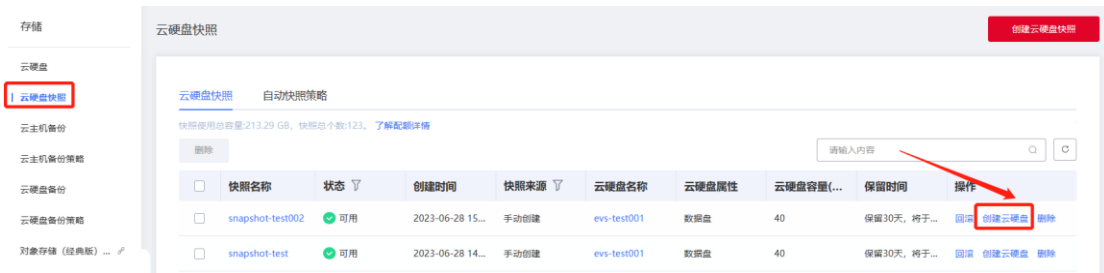 存储
云硬盘
云硬盘快照
云主机备份
云主机备份策略
云硬盘备份
云硬盘备份策略
对象存储（经典版）...
云硬盘快照
创建云硬盘快照
云硬盘快照 自动快照策略
快照使用总容量:213.29 GB，快照总个数:123。 了解配额详情
删除
请输入内容
快照名称 状态 创建时间 快照来源 云硬盘名称 云硬盘属性 云硬盘容量(... 保留时间 操作
snapshot-test002 可用 2023-06-28 15... 手动创建 evs-test001 数据盘 40 保留30天，将于... 回滚 创建云硬盘 删除
snapshot-test 可用 2023-06-28 14... 手动创建 evs-test001 数据盘 40 保留30天，将于... 回滚 创建云硬盘 删除